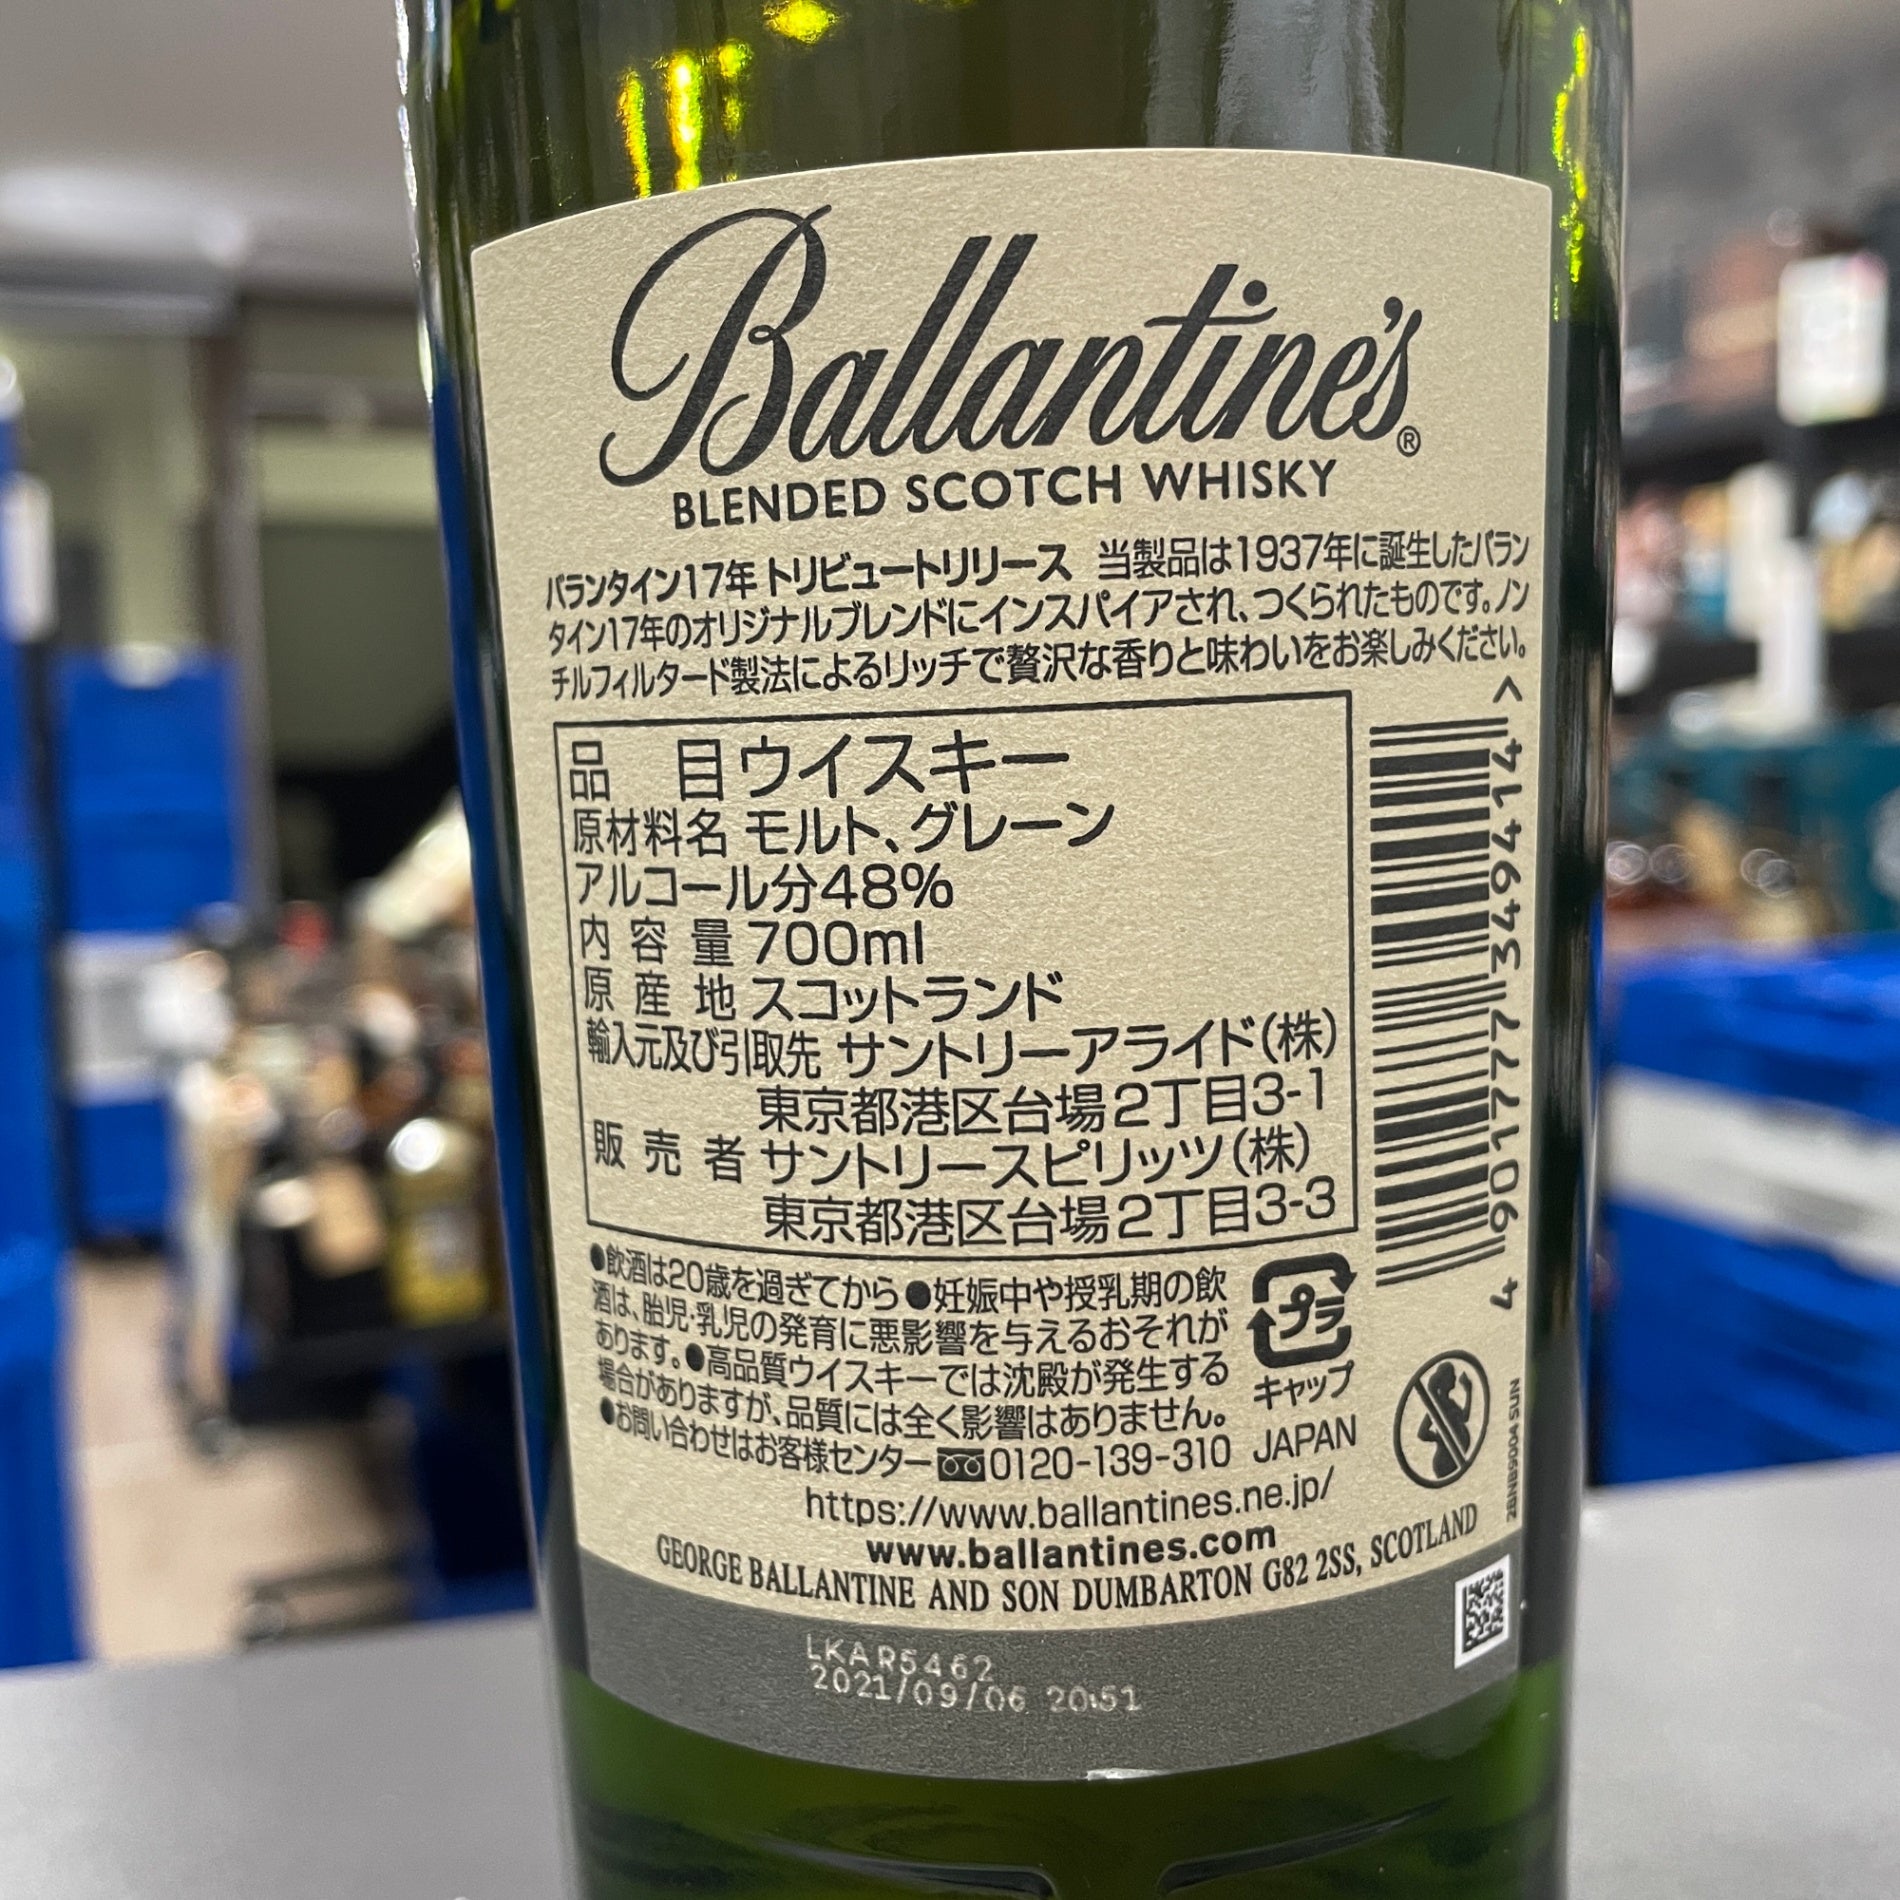 Ballantine's®
BLENDED SCOTCH WHISKY
バランタイン17年 トリビュートリリース 当製品は1937年に誕生したバラン
タイン17年のオリジナルブレンドにインスパイアされ、つくられたものです。ノン
チルフィルタード製法によるリッチで贅沢な香りと味わいをお楽しみください。
品 目 ウイスキー
原材料名 モルト、グレーン
アルコール分48%
内容量 700ml
原産地 スコットランド
輸入元及び引取先 サントリーアライド(株)
東京都港区台場2丁目3-1
販売者 サントリースピリッツ(株)
東京都港区台場2丁目3-3
4 901777 349414 >
●飲酒は20歳を過ぎてから●妊娠中や授乳期の飲
酒は、胎児・乳児の発育に悪影響を与えるおそれが
あります。●高品質ウイスキーでは沈殿が発生する
場合がありますが、品質には全く影響はありません。
●お問い合わせはお客様センター 0120-139-310
プラ
キャップ
JAPAN
2BNB9004 SUN
https://www.ballantines.ne.jp/
www.ballantines.com
GEORGE BALLANTINE AND SON DUMBARTON G82 2SS, SCOTLAND
LKAR5462
2021/09/06 20:51